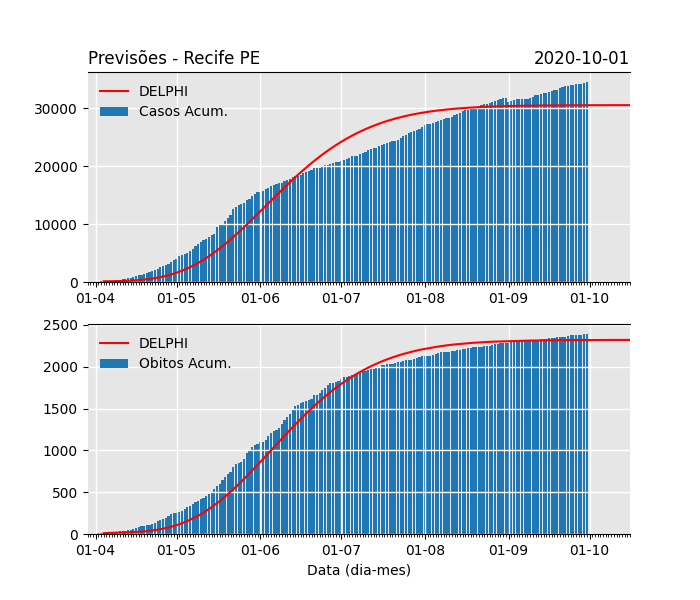 Previsões - Recife PE 2020-10-01
DELPHI
Casos Acum.
30000
20000
10000
0
01-04 01-05 01-06 01-07 01-08 01-09 01-10
2500
DELPHI
Obitos Acum.
2000
1500
1000
500
0
01-04 01-05 01-06 01-07 01-08 01-09 01-10
Data (dia-mes)